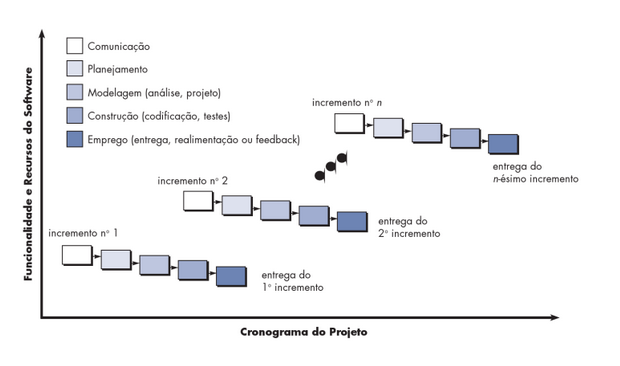 Funcionalidade e Recursos do Software
Comunicação
Planejamento
Modelagem (análise, projeto)
Construção (codificação, testes)
Emprego (entrega, realimentação ou feedback)
incremento n° n
entrega do
n-ésimo incremento
incremento n° 2
entrega do
2° incremento
incremento n° 1
entrega do
1° incremento
Cronograma do Projeto